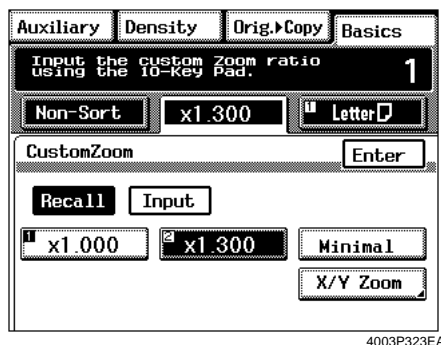 Auxiliary Density Orig.▶Copy Basics
Input the custom Zoom ratio
using the 10-Key Pad. 1
Non-Sort x1.300 1 Letter
CustomZoom Enter
Recall Input
1 x1.000 2 x1.300 Minimal
X/Y Zoom
4003P323EA